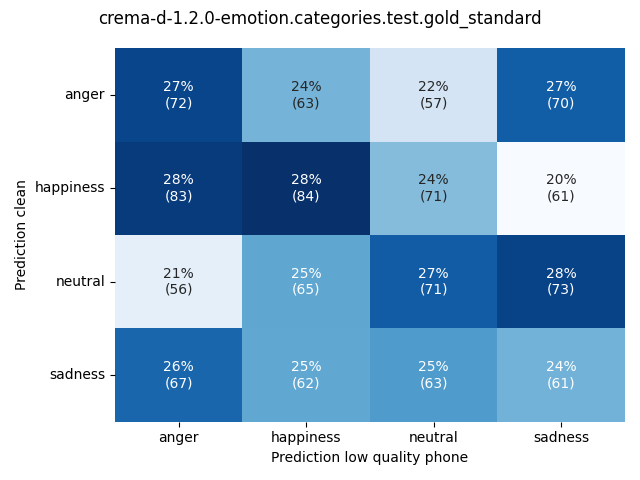 crema-d-1.2.0-emotion.categories.test.gold_standard
Prediction clean
anger
27% 24% 22% 27%
(72) (63) (57) (70)
happiness
28% 28% 24% 20%
(83) (84) (71) (61)
neutral
21% 25% 27% 28%
(56) (65) (71) (73)
sadness
26% 25% 25% 24%
(67) (62) (63) (61)
anger happiness neutral sadness
Prediction low quality phone